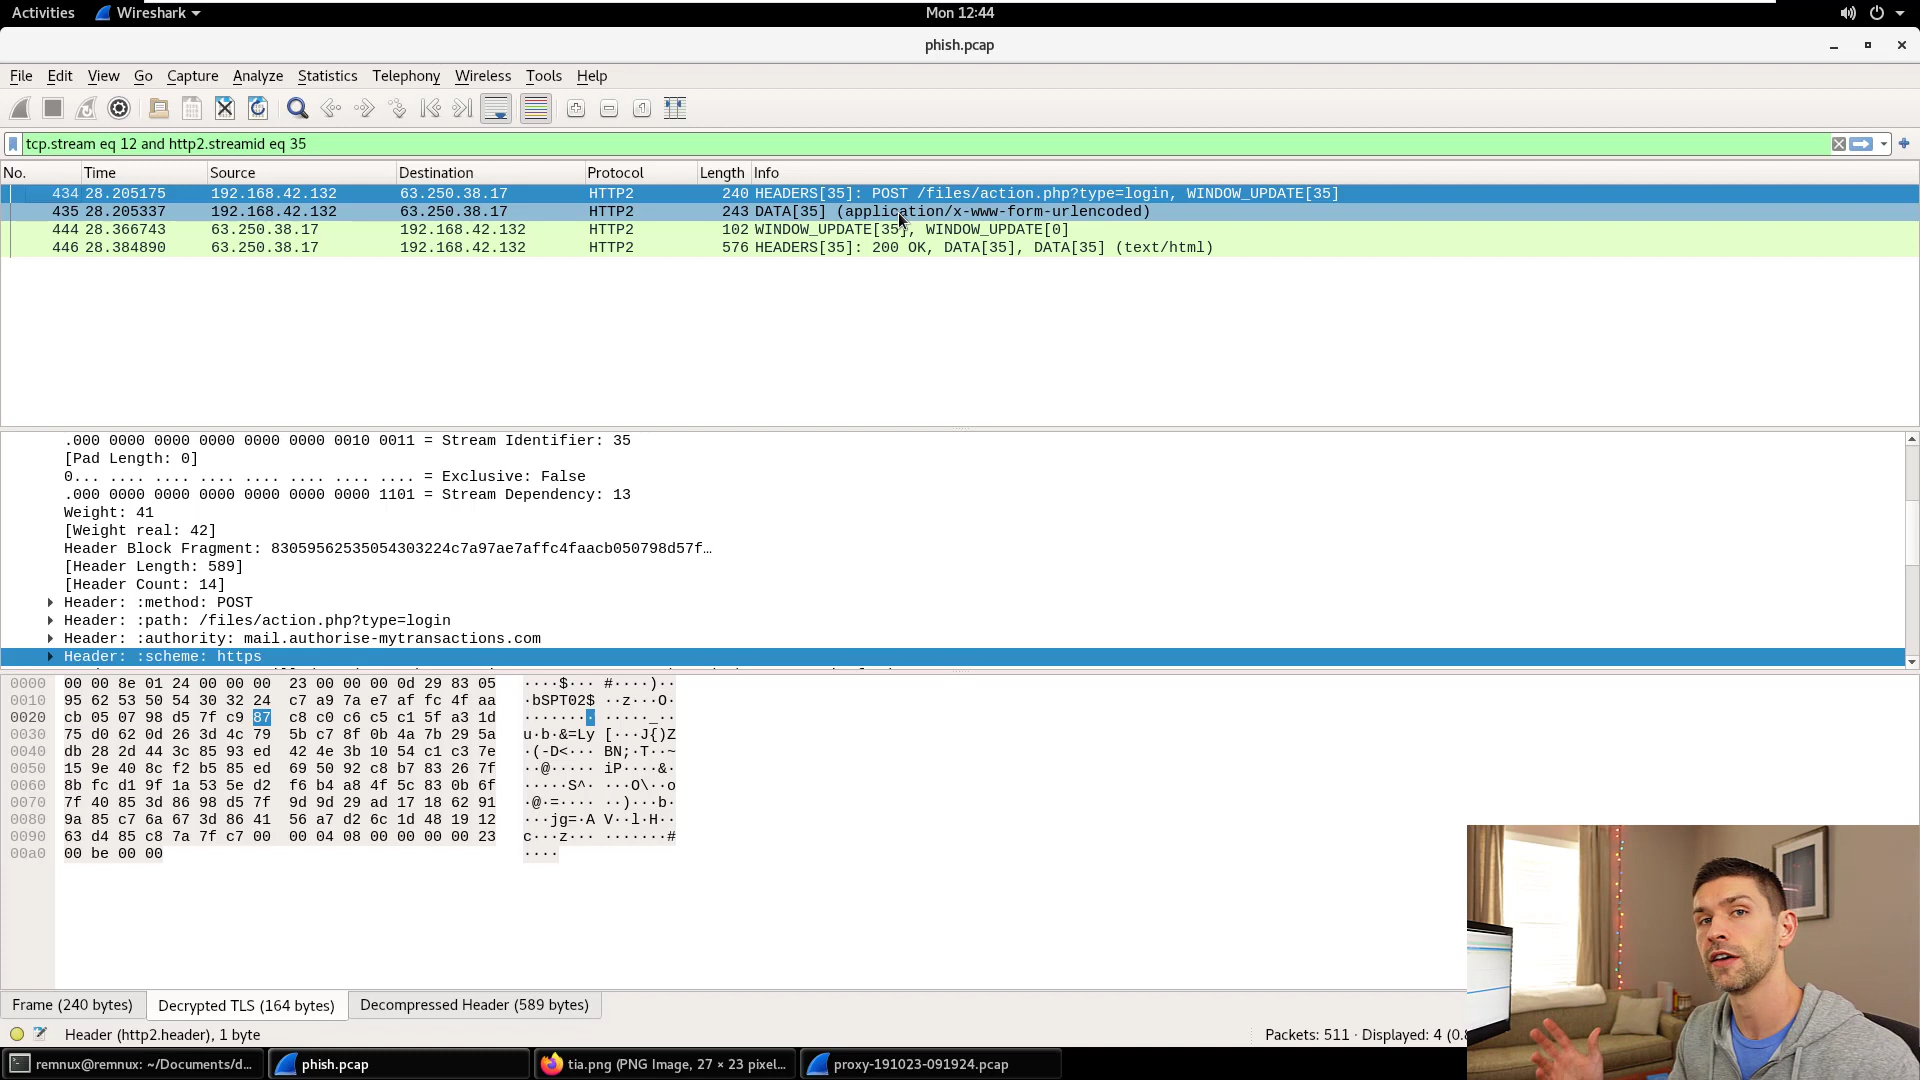 Activities Wireshark Mon 12:44
phish.pcap
File Edit View Go Capture Analyze Statistics Telephony Wireless Tools Help
tcp.stream eq 12 and http2.streamid eq 35
No. Time Source Destination Protocol Length Info
434 28.205175 192.168.42.132 63.250.38.17 HTTP2 240 HEADERS[35]: POST /files/action.php?type=login, WINDOW_UPDATE[35]
435 28.205337 192.168.42.132 63.250.38.17 HTTP2 243 DATA[35] (application/x-www-form-urlencoded)
444 28.366743 63.250.38.17 192.168.42.132 HTTP2 102 WINDOW_UPDATE[35], WINDOW_UPDATE[0]
446 28.384890 63.250.38.17 192.168.42.132 HTTP2 576 HEADERS[35]: 200 OK, DATA[35], DATA[35] (text/html)
.000 0000 0000 0000 0000 0000 0010 0011 = Stream Identifier: 35
[Pad Length: 0]
0... .... .... .... .... .... .... .... = Exclusive: False
.000 0000 0000 0000 0000 0000 0000 1101 = Stream Dependency: 13
Weight: 41
[Weight real: 42]
Header Block Fragment: 83059562535054303224c7a97ae7affc4faacb050798d57f…
[Header Length: 589]
[Header Count: 14]
Header: :method: POST
Header: :path: /files/action.php?type=login
Header: :authority: mail.authorise-mytransactions.com
Header: :scheme: https
0000 00 00 8e 01 24 00 00 00 23 00 00 00 0d 29 83 05 ····$··· #····)··
0010 95 62 53 50 54 30 32 24 c7 a9 7a e7 af fc 4f aa ·bSPT02$ ··z···O·
0020 cb 05 07 98 d5 7f c9 87 c8 c0 c6 c5 c1 5f a3 1d ········ ·····_··
0030 75 d0 62 0d 26 3d 4c 79 5b c7 8f 0b 4a 7b 29 5a u·b·&=Ly [···J{)Z
0040 db 28 2d 44 3c 85 93 ed 42 4e 3b 10 54 c1 c3 7e ·(-D<··· BN;·T··~
0050 15 9e 40 8c f2 b5 85 ed 69 50 92 c8 b7 83 26 7f ··@····· iP····&·
0060 8b fc d1 9f 1a 53 5e d2 f6 b4 a8 4f 5c 83 0b 6f ·····S^· ···O\··o
0070 7f 40 85 3d 86 98 d5 7f 9d 9d 29 ad 17 18 62 91 ·@·=···· ··)···b·
0080 9a 85 c7 6a 67 3d 86 41 56 a7 d2 6c 1d 48 19 12 ···jg=·A V··l·H··
0090 63 d4 85 c8 7a 7f c7 00 00 04 08 00 00 00 00 23 c···z··· ·······#
00a0 00 be 00 00 ····
Frame (240 bytes) Decrypted TLS (164 bytes) Decompressed Header (589 bytes)
Header (http2.header), 1 byte Packets: 511 · Displayed: 4 (0.
remnux@remnux: ~/Documents/d… phish.pcap tia.png (PNG Image, 27 × 23 pixel… proxy-191023-091924.pcap